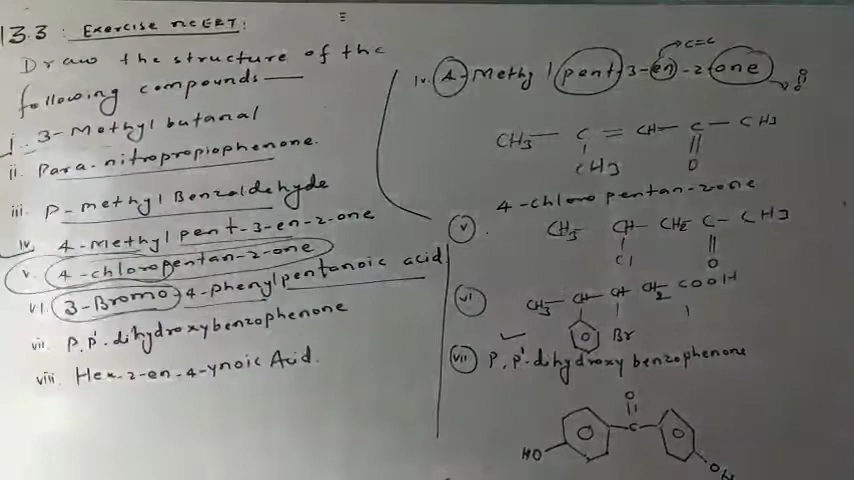 13.3 : Exercise NCERT:
Draw the structure of the
following compounds—
i. 3-Methyl butanal
ii. Para-nitropropiophenone.
iii. P-methyl Benzaldehyde
iv. 4-Methyl pent-3-en-2-one
v. 4-chloropentan-2-one
vi. 3-Bromo-4-phenylpentanoic acid
vii. P,P'-dihydroxybenzophenone
viii. Hex-2-en-4-ynoic Acid.
iv. 4-Methyl pent-3-en-2-one
C=C
CH3— C = CH— C — CH3
CH3 O
4-chloro pentan-2one
v CH3 CH— CH2 C — CH3
Cl O
vi CH3— CH— CH CH2 COOH
Br
vii P,P'-dihydroxy benzophenone
O
C
HO OH